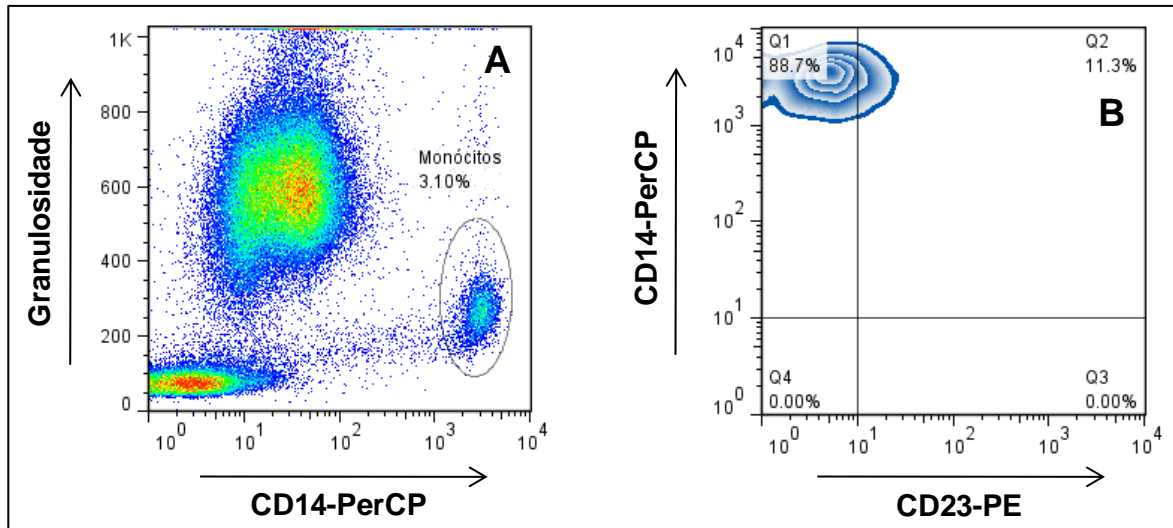 A
Granulosidade
1K
800
600
400
200
0
Monócitos
3.10%
10^0
10^1
10^2
10^3
10^4
CD14-PerCP
B
CD14-PerCP
10^4
10^3
10^2
10^1
10^0
Q1
88.7%
Q2
11.3%
Q4
0.00%
Q3
0.00%
10^0
10^1
10^2
10^3
10^4
CD23-PE